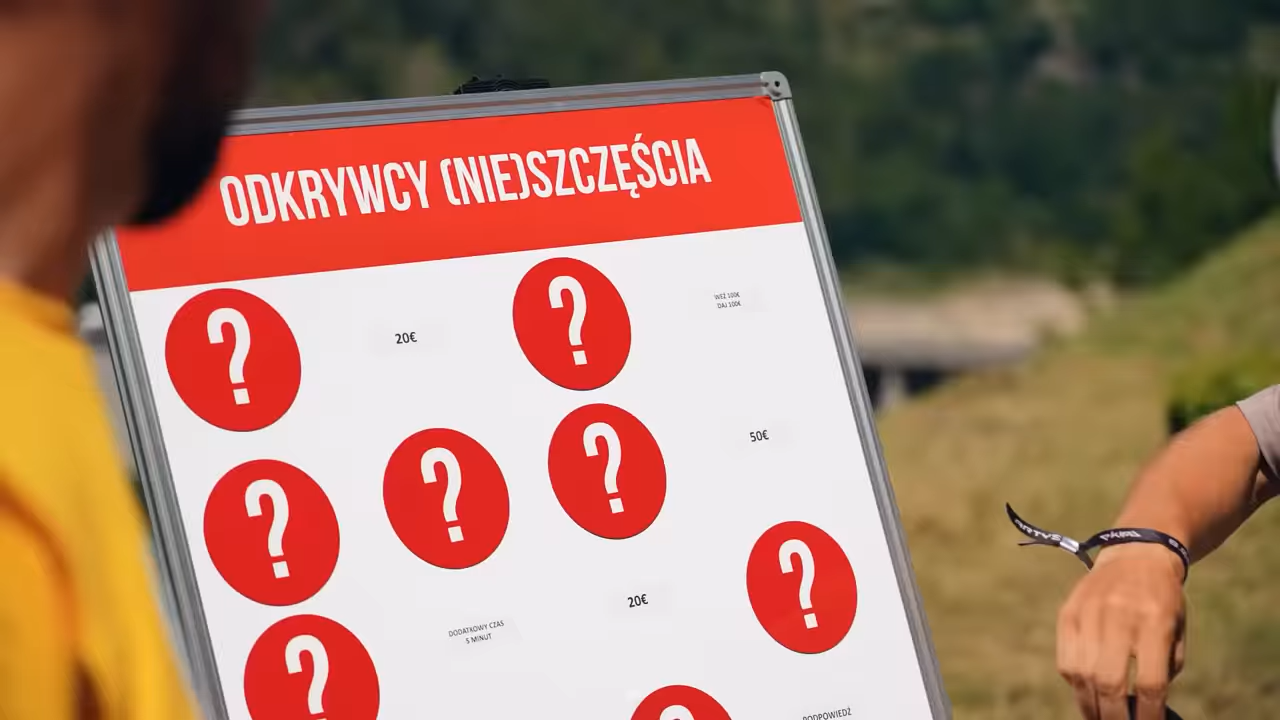 ODKRYWCY (NIE)SZCZĘŚCIA
?
20€
?
WEŹ 100€
DAJ 100€
?
?
?
50€
?
DODATKOWY CZAS
5 MINUT
20€
?
?
PODPOWIEDŹ